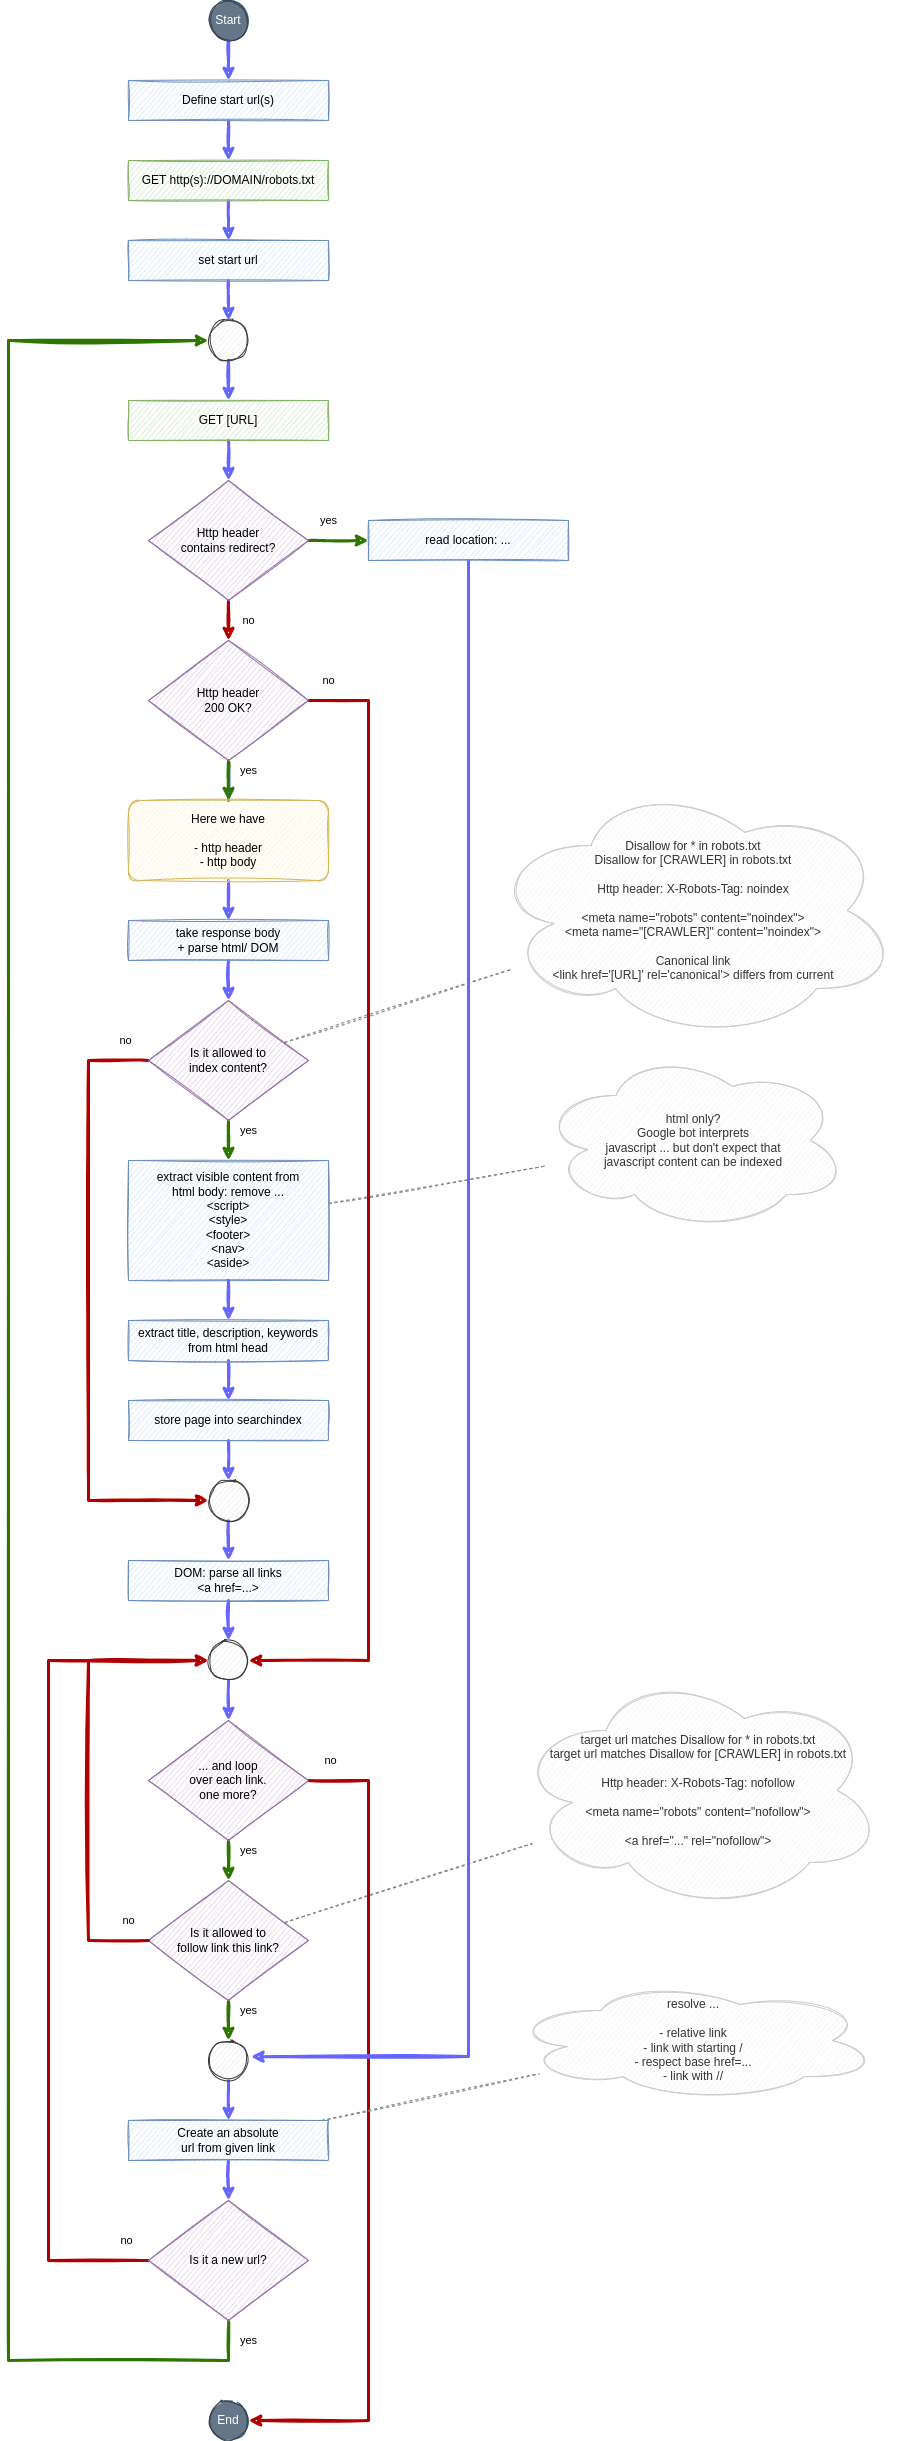 Start
Define start url(s)
GET http(s)://DOMAIN/robots.txt
set start url
GET [URL]
Http header
contains redirect?
yes
read location: ...
no
Http header
200 OK?
no
yes
Here we have
- http header
- http body
take response body
+ parse html/ DOM
Disallow for * in robots.txt
Disallow for [CRAWLER] in robots.txt
Http header: X-Robots-Tag: noindex
<meta name="robots" content="noindex">
<meta name="[CRAWLER]" content="noindex">
Canonical link
<link href='[URL]' rel='canonical'> differs from current
Is it allowed to
index content?
no
yes
html only?
Google bot interprets
javascript ... but don't expect that
javascript content can be indexed
extract visible content from
html body: remove ...
<script>
<style>
<footer>
<nav>
<aside>
extract title, description, keywords
from html head
store page into searchindex
DOM: parse all links
<a href=...>
... and loop
over each link.
one more?
no
yes
target url matches Disallow for * in robots.txt
target url matches Disallow for [CRAWLER] in robots.txt
Http header: X-Robots-Tag: nofollow
<meta name="robots" content="nofollow">
<a href="..." rel="nofollow">
Is it allowed to
follow link this link?
no
yes
resolve ...
- relative link
- link with starting /
- respect base href=...
- link with //
Create an absolute
url from given link
Is it a new url?
no
yes
End